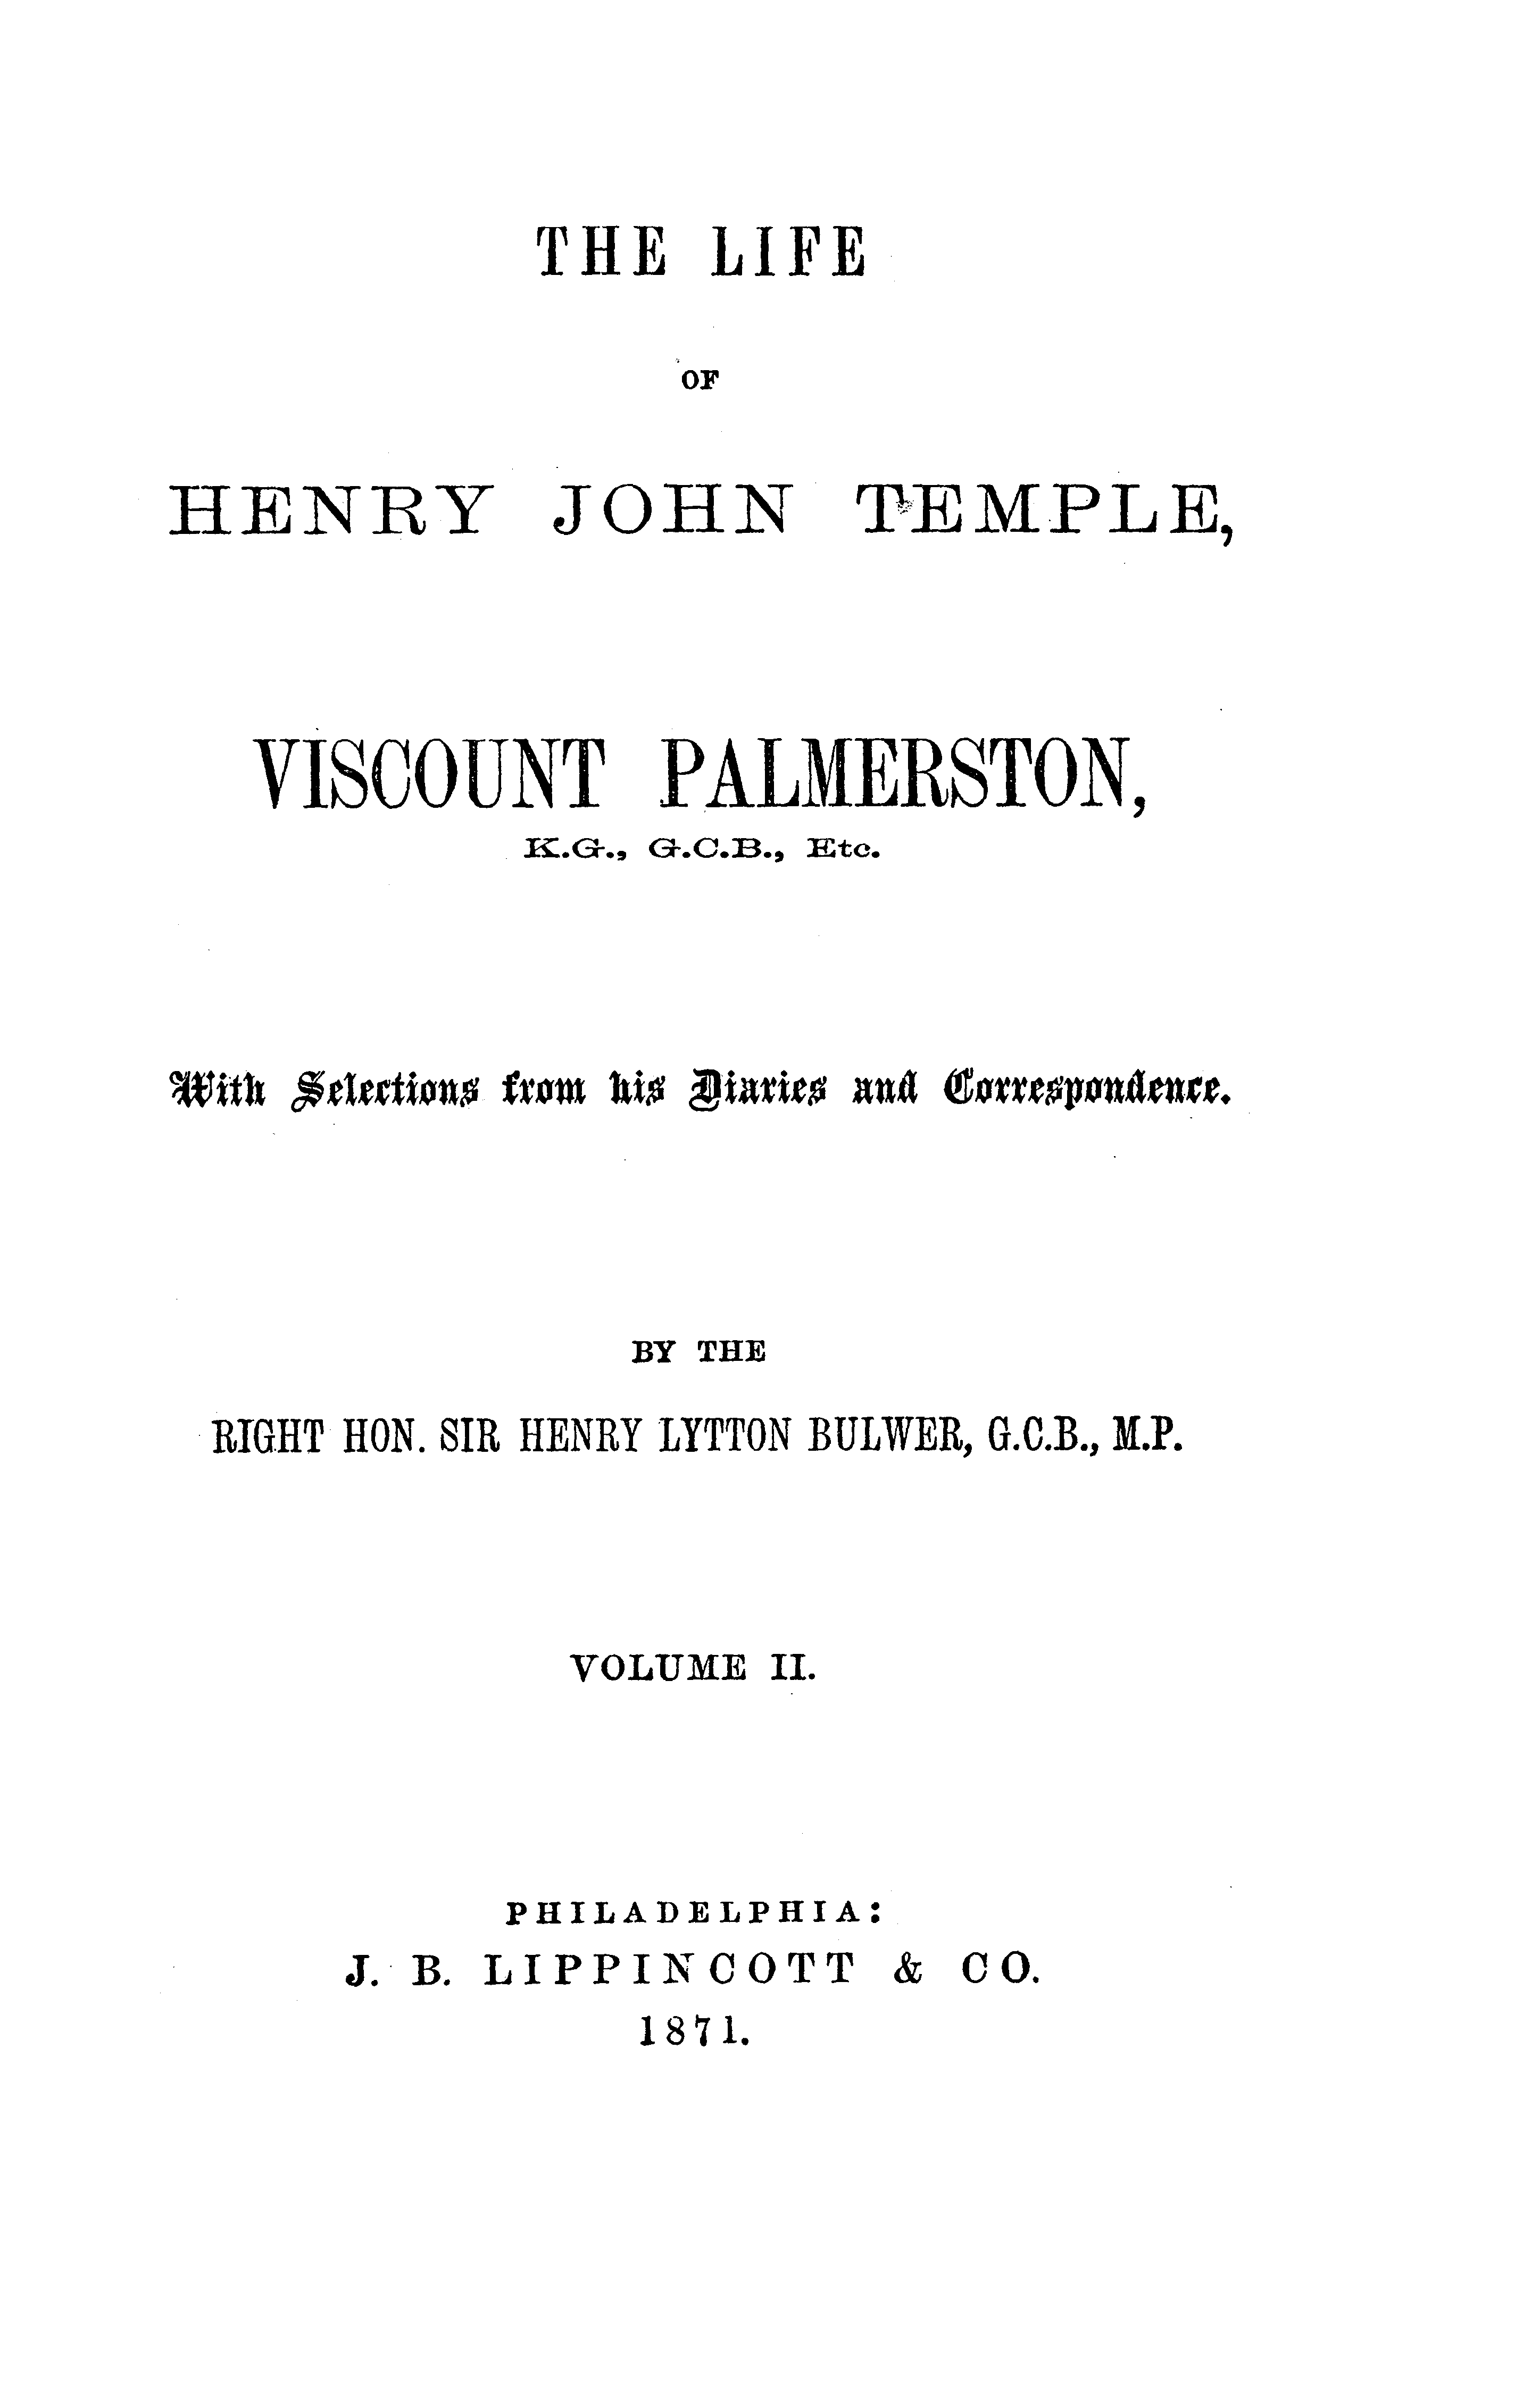 THE LIFE
OF
HENRY JOHN TEMPLE,
VISCOUNT PALMERSTON,
K.G., G.C.B., Etc.
With Selections from his Diaries and Correspondence.
BY THE
RIGHT HON. SIR HENRY LYTTON BULWER, G.C.B., M.P.
VOLUME II.
PHILADELPHIA:
J. B. LIPPINCOTT & CO.
1871.